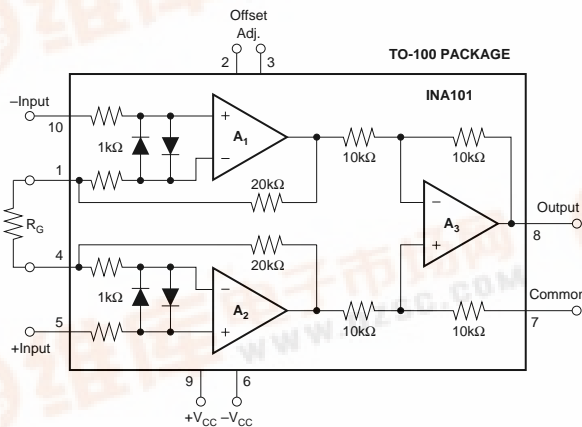 Offset
Adj.
2
3
TO-100 PACKAGE
INA101
–Input
10
1kΩ
+
A1
–
10kΩ
10kΩ
1
20kΩ
RG
–
A3
+
Output
8
4
20kΩ
1kΩ
–
A2
+
10kΩ
10kΩ
Common
7
5
+Input
9
6
+VCC
–VCC